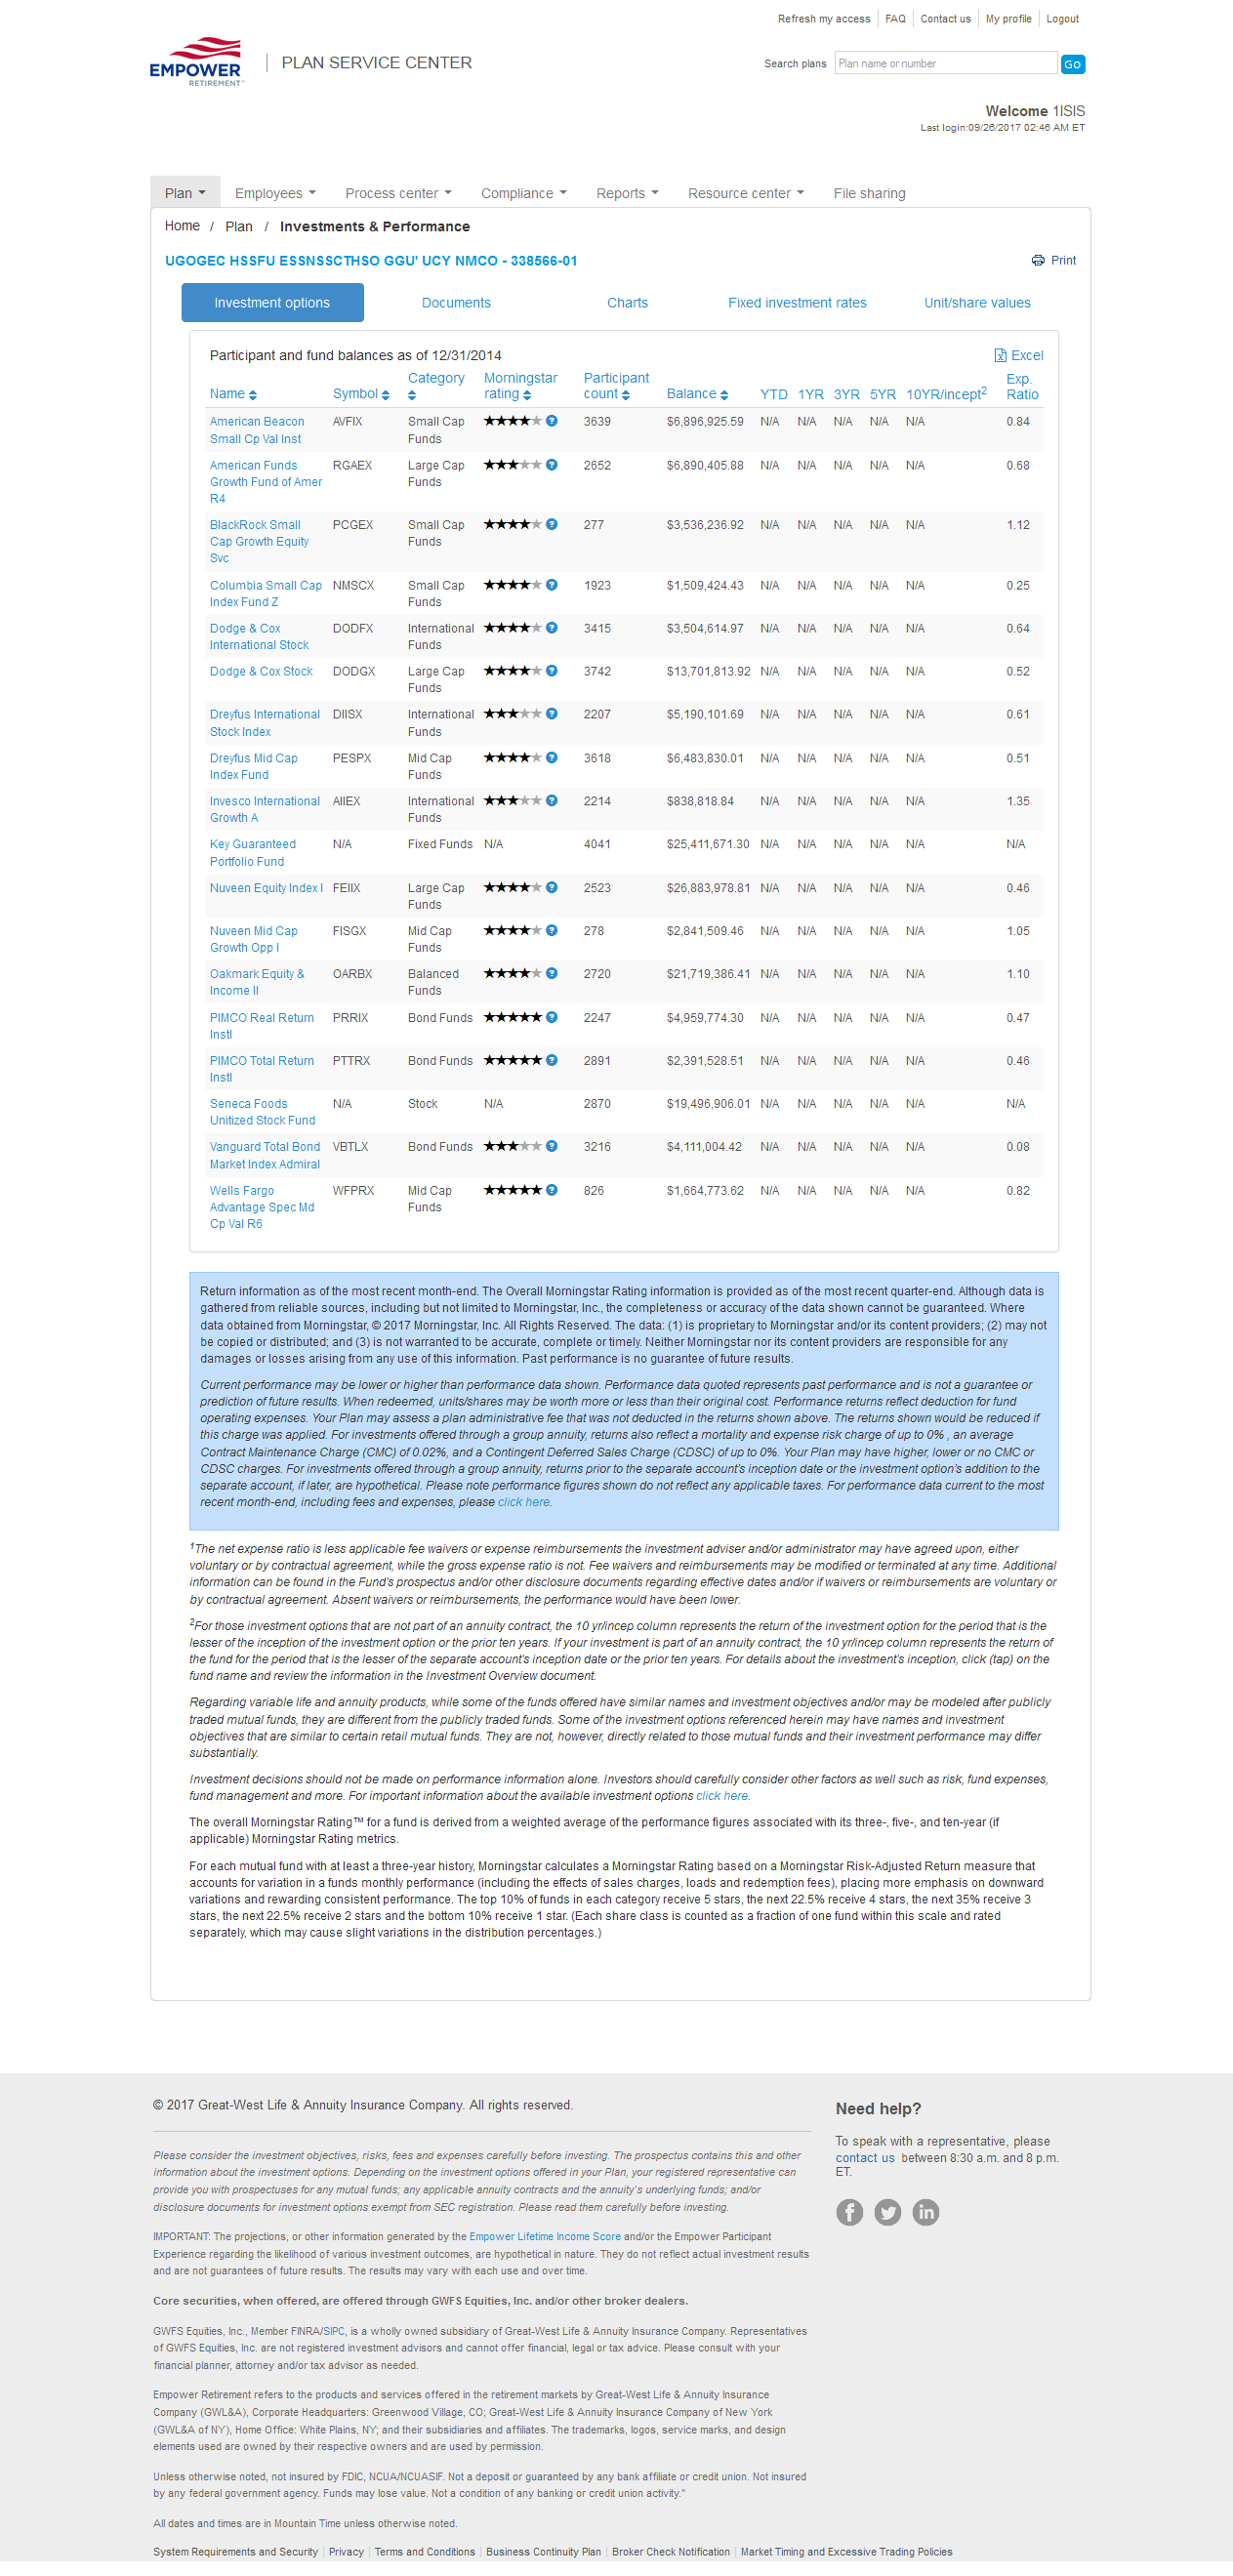 Refresh my access | FAQ | Contact us | My profile | Logout
EMPOWER
RETIREMENT™
PLAN SERVICE CENTER
Search plans Plan name or number Go
Welcome 1ISIS
Last login:09/26/2017 02:46 AM ET
Plan Employees Process center Compliance Reports Resource center File sharing
Home / Plan / Investments & Performance
UGOGEC HSSFU ESSNSSCTHSO GGU' UCY NMCO - 338566-01 Print
Investment options Documents Charts Fixed investment rates Unit/share values
Participant and fund balances as of 12/31/2014 Excel
Name Symbol Category Morningstar rating Participant count Balance YTD 1YR 3YR 5YR 10YR/incept2 Exp. Ratio
American Beacon Small Cp Val Inst AVFIX Small Cap Funds ★★★★★ ? 3639 $6,896,925.59 N/A N/A N/A N/A N/A 0.84
American Funds Growth Fund of Amer R4 RGAEX Large Cap Funds ★★★★★ ? 2652 $6,890,405.88 N/A N/A N/A N/A N/A 0.68
BlackRock Small Cap Growth Equity Svc PCGEX Small Cap Funds ★★★★★ ? 277 $3,536,236.92 N/A N/A N/A N/A N/A 1.12
Columbia Small Cap Index Fund Z NMSCX Small Cap Funds ★★★★★ ? 1923 $1,509,424.43 N/A N/A N/A N/A N/A 0.25
Dodge & Cox International Stock DODFX International Funds ★★★★★ ? 3415 $3,504,614.97 N/A N/A N/A N/A N/A 0.64
Dodge & Cox Stock DODGX Large Cap Funds ★★★★★ ? 3742 $13,701,813.92 N/A N/A N/A N/A N/A 0.52
Dreyfus International Stock Index DIISX International Funds ★★★★★ ? 2207 $5,190,101.69 N/A N/A N/A N/A N/A 0.61
Dreyfus Mid Cap Index Fund PESPX Mid Cap Funds ★★★★★ ? 3618 $6,483,830.01 N/A N/A N/A N/A N/A 0.51
Invesco International Growth A AIIEX International Funds ★★★★★ ? 2214 $838,818.84 N/A N/A N/A N/A N/A 1.35
Key Guaranteed Portfolio Fund N/A Fixed Funds N/A 4041 $25,411,671.30 N/A N/A N/A N/A N/A N/A
Nuveen Equity Index I FEIIX Large Cap Funds ★★★★★ ? 2523 $26,883,978.81 N/A N/A N/A N/A N/A 0.46
Nuveen Mid Cap Growth Opp I FISGX Mid Cap Funds ★★★★★ ? 278 $2,841,509.46 N/A N/A N/A N/A N/A 1.05
Oakmark Equity & Income II OARBX Balanced Funds ★★★★★ ? 2720 $21,719,386.41 N/A N/A N/A N/A N/A 1.10
PIMCO Real Return Instl PRRIX Bond Funds ★★★★★ ? 2247 $4,959,774.30 N/A N/A N/A N/A N/A 0.47
PIMCO Total Return Instl PTTRX Bond Funds ★★★★★ ? 2891 $2,391,528.51 N/A N/A N/A N/A N/A 0.46
Seneca Foods Unitized Stock Fund N/A Stock N/A 2870 $19,496,906.01 N/A N/A N/A N/A N/A N/A
Vanguard Total Bond Market Index Admiral VBTLX Bond Funds ★★★★★ ? 3216 $4,111,004.42 N/A N/A N/A N/A N/A 0.08
Wells Fargo Advantage Spec Md Cp Val R6 WFPRX Mid Cap Funds ★★★★★ ? 826 $1,664,773.62 N/A N/A N/A N/A N/A 0.82
Return information as of the most recent month-end. The Overall Morningstar Rating information is provided as of the most recent quarter-end. Although data is
gathered from reliable sources, including but not limited to Morningstar, Inc., the completeness or accuracy of the data shown cannot be guaranteed. Where
data obtained from Morningstar, © 2017 Morningstar, Inc. All Rights Reserved. The data: (1) is proprietary to Morningstar and/or its content providers; (2) may not
be copied or distributed; and (3) is not warranted to be accurate, complete or timely. Neither Morningstar nor its content providers are responsible for any
damages or losses arising from any use of this information. Past performance is no guarantee of future results.
Current performance may be lower or higher than performance data shown. Performance data quoted represents past performance and is not a guarantee or
prediction of future results. When redeemed, units/shares may be worth more or less than their original cost. Performance returns reflect deduction for fund
operating expenses. Your Plan may assess a plan administrative fee that was not deducted in the returns shown above. The returns shown would be reduced if
this charge was applied. For investments offered through a group annuity, returns also reflect a mortality and expense risk charge of up to 0% , an average
Contract Maintenance Charge (CMC) of 0.02%, and a Contingent Deferred Sales Charge (CDSC) of up to 0%. Your Plan may have higher, lower or no CMC or
CDSC charges. For investments offered through a group annuity, returns prior to the separate account's inception date or the investment option's addition to the
separate account, if later, are hypothetical. Please note performance figures shown do not reflect any applicable taxes. For performance data current to the most
recent month-end, including fees and expenses, please click here.
1The net expense ratio is less applicable fee waivers or expense reimbursements the investment adviser and/or administrator may have agreed upon, either
voluntary or by contractual agreement, while the gross expense ratio is not. Fee waivers and reimbursements may be modified or terminated at any time. Additional
information can be found in the Fund's prospectus and/or other disclosure documents regarding effective dates and/or if waivers or reimbursements are voluntary or
by contractual agreement. Absent waivers or reimbursements, the performance would have been lower.
2For those investment options that are not part of an annuity contract, the 10 yr/incep column represents the return of the investment option for the period that is the
lesser of the inception of the investment option or the prior ten years. If your investment is part of an annuity contract, the 10 yr/incep column represents the return of
the fund for the period that is the lesser of the separate account's inception date or the prior ten years. For details about the investment's inception, click (tap) on the
fund name and review the information in the Investment Overview document.
Regarding variable life and annuity products, while some of the funds offered have similar names and investment objectives and/or may be modeled after publicly
traded mutual funds, they are different from the publicly traded funds. Some of the investment options referenced herein may have names and investment
objectives that are similar to certain retail mutual funds. They are not, however, directly related to those mutual funds and their investment performance may differ
substantially.
Investment decisions should not be made on performance information alone. Investors should carefully consider other factors as well such as risk, fund expenses,
fund management and more. For important information about the available investment options click here.
The overall Morningstar Rating™ for a fund is derived from a weighted average of the performance figures associated with its three-, five-, and ten-year (if
applicable) Morningstar Rating metrics.
For each mutual fund with at least a three-year history, Morningstar calculates a Morningstar Rating based on a Morningstar Risk-Adjusted Return measure that
accounts for variation in a funds monthly performance (including the effects of sales charges, loads and redemption fees), placing more emphasis on downward
variations and rewarding consistent performance. The top 10% of funds in each category receive 5 stars, the next 22.5% receive 4 stars, the next 35% receive 3
stars, the next 22.5% receive 2 stars and the bottom 10% receive 1 star. (Each share class is counted as a fraction of one fund within this scale and rated
separately, which may cause slight variations in the distribution percentages.)
© 2017 Great-West Life & Annuity Insurance Company. All rights reserved.
Please consider the investment objectives, risks, fees and expenses carefully before investing. The prospectus contains this and other
information about the investment options. Depending on the investment options offered in your Plan, your registered representative can
provide you with prospectuses for any mutual funds; any applicable annuity contracts and the annuity's underlying funds; and/or
disclosure documents for investment options exempt from SEC registration. Please read them carefully before investing.
IMPORTANT: The projections, or other information generated by the Empower Lifetime Income Score and/or the Empower Participant
Experience regarding the likelihood of various investment outcomes, are hypothetical in nature. They do not reflect actual investment results
and are not guarantees of future results. The results may vary with each use and over time.
Core securities, when offered, are offered through GWFS Equities, Inc. and/or other broker dealers.
GWFS Equities, Inc., Member FINRA/SIPC, is a wholly owned subsidiary of Great-West Life & Annuity Insurance Company. Representatives
of GWFS Equities, Inc. are not registered investment advisors and cannot offer financial, legal or tax advice. Please consult with your
financial planner, attorney and/or tax advisor as needed.
Empower Retirement refers to the products and services offered in the retirement markets by Great-West Life & Annuity Insurance
Company (GWL&A), Corporate Headquarters: Greenwood Village, CO; Great-West Life & Annuity Insurance Company of New York
(GWL&A of NY), Home Office: White Plains, NY; and their subsidiaries and affiliates. The trademarks, logos, service marks, and design
elements used are owned by their respective owners and are used by permission.
Unless otherwise noted, not insured by FDIC, NCUA/NCUASIF. Not a deposit or guaranteed by any bank affiliate or credit union. Not insured
by any federal government agency. Funds may lose value. Not a condition of any banking or credit union activity."
All dates and times are in Mountain Time unless otherwise noted.
System Requirements and Security | Privacy | Terms and Conditions | Business Continuity Plan | Broker Check Notification | Market Timing and Excessive Trading Policies
Need help?
To speak with a representative, please
contact us between 8:30 a.m. and 8 p.m.
ET.